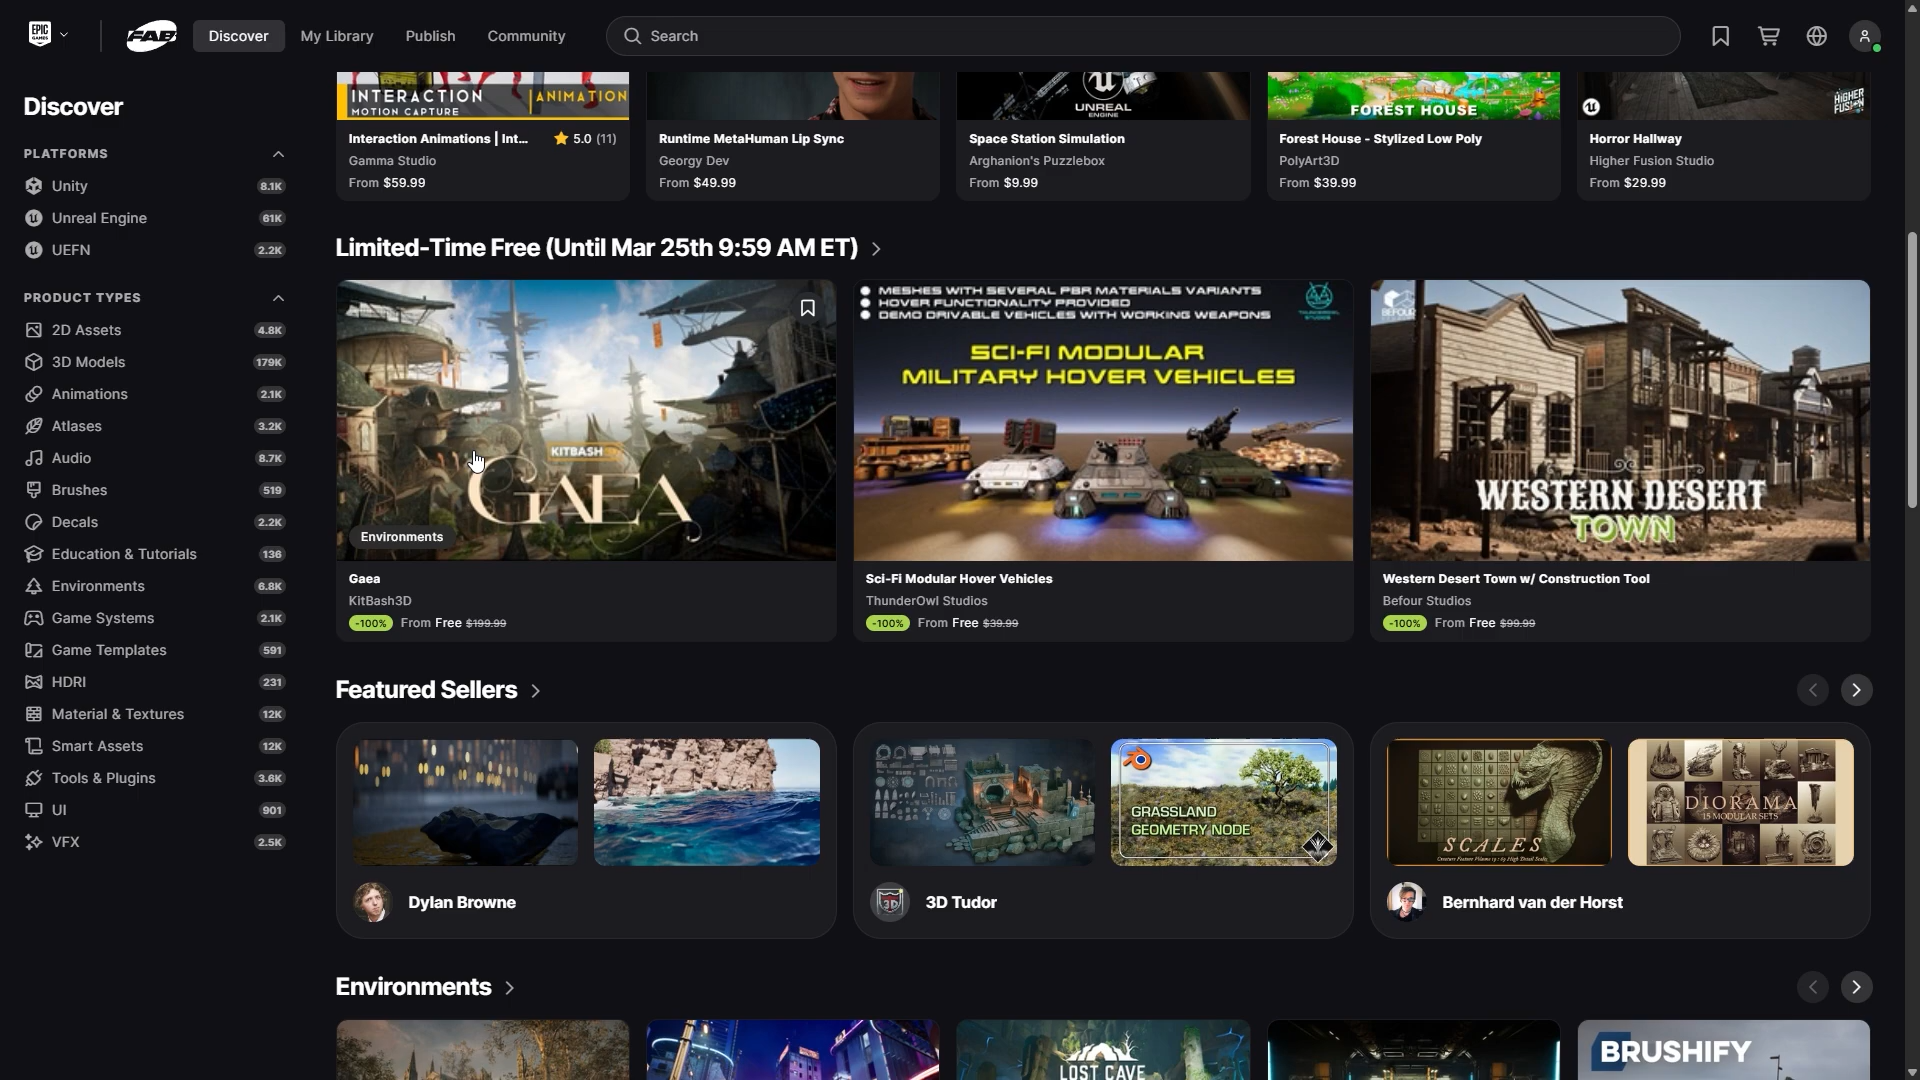 EPIC GAMES
FAB
Discover
My Library
Publish
Community
Search
Discover
PLATFORMS
Unity 8.1K
Unreal Engine 61K
UEFN 2.2K
PRODUCT TYPES
2D Assets 4.8K
3D Models 179K
Animations 2.1K
Atlases 3.2K
Audio 8.7K
Brushes 519
Decals 2.2K
Education & Tutorials 136
Environments 6.8K
Game Systems 2.1K
Game Templates 591
HDRI 231
Material & Textures 12K
Smart Assets 12K
Tools & Plugins 3.6K
UI 901
VFX 2.5K
INTERACTION
MOTION CAPTURE
ANIMATION
Interaction Animations | Int... 5.0 (11)
Gamma Studio
From $59.99
Runtime MetaHuman Lip Sync
Georgy Dev
From $49.99
UNREAL
ENGINE
Space Station Simulation
Arghanion's Puzzlebox
From $9.99
FOREST HOUSE
Forest House - Stylized Low Poly
PolyArt3D
From $39.99
HIGHER
FUSION
Horror Hallway
Higher Fusion Studio
From $29.99
Limited-Time Free (Until Mar 25th 9:59 AM ET)
KITBASH
GAEA
Environments
Gaea
KitBash3D
-100% From Free $199.99
MESHES WITH SEVERAL PBR MATERIALS VARIANTS
HOVER FUNCTIONALITY PROVIDED
DEMO DRIVABLE VEHICLES WITH WORKING WEAPONS
SCI-FI MODULAR
MILITARY HOVER VEHICLES
Sci-Fi Modular Hover Vehicles
ThunderOwl Studios
-100% From Free $39.99
BEFOUR
WESTERN DESERT
TOWN
Western Desert Town w/ Construction Tool
Befour Studios
-100% From Free $99.99
Featured Sellers
Dylan Browne
GRASSLAND
GEOMETRY NODE
3D
3D Tudor
SCALES
DIORAMA
15 MODULAR SETS
Bernhard van der Horst
Environments
LOST CAVE
BRUSHIFY